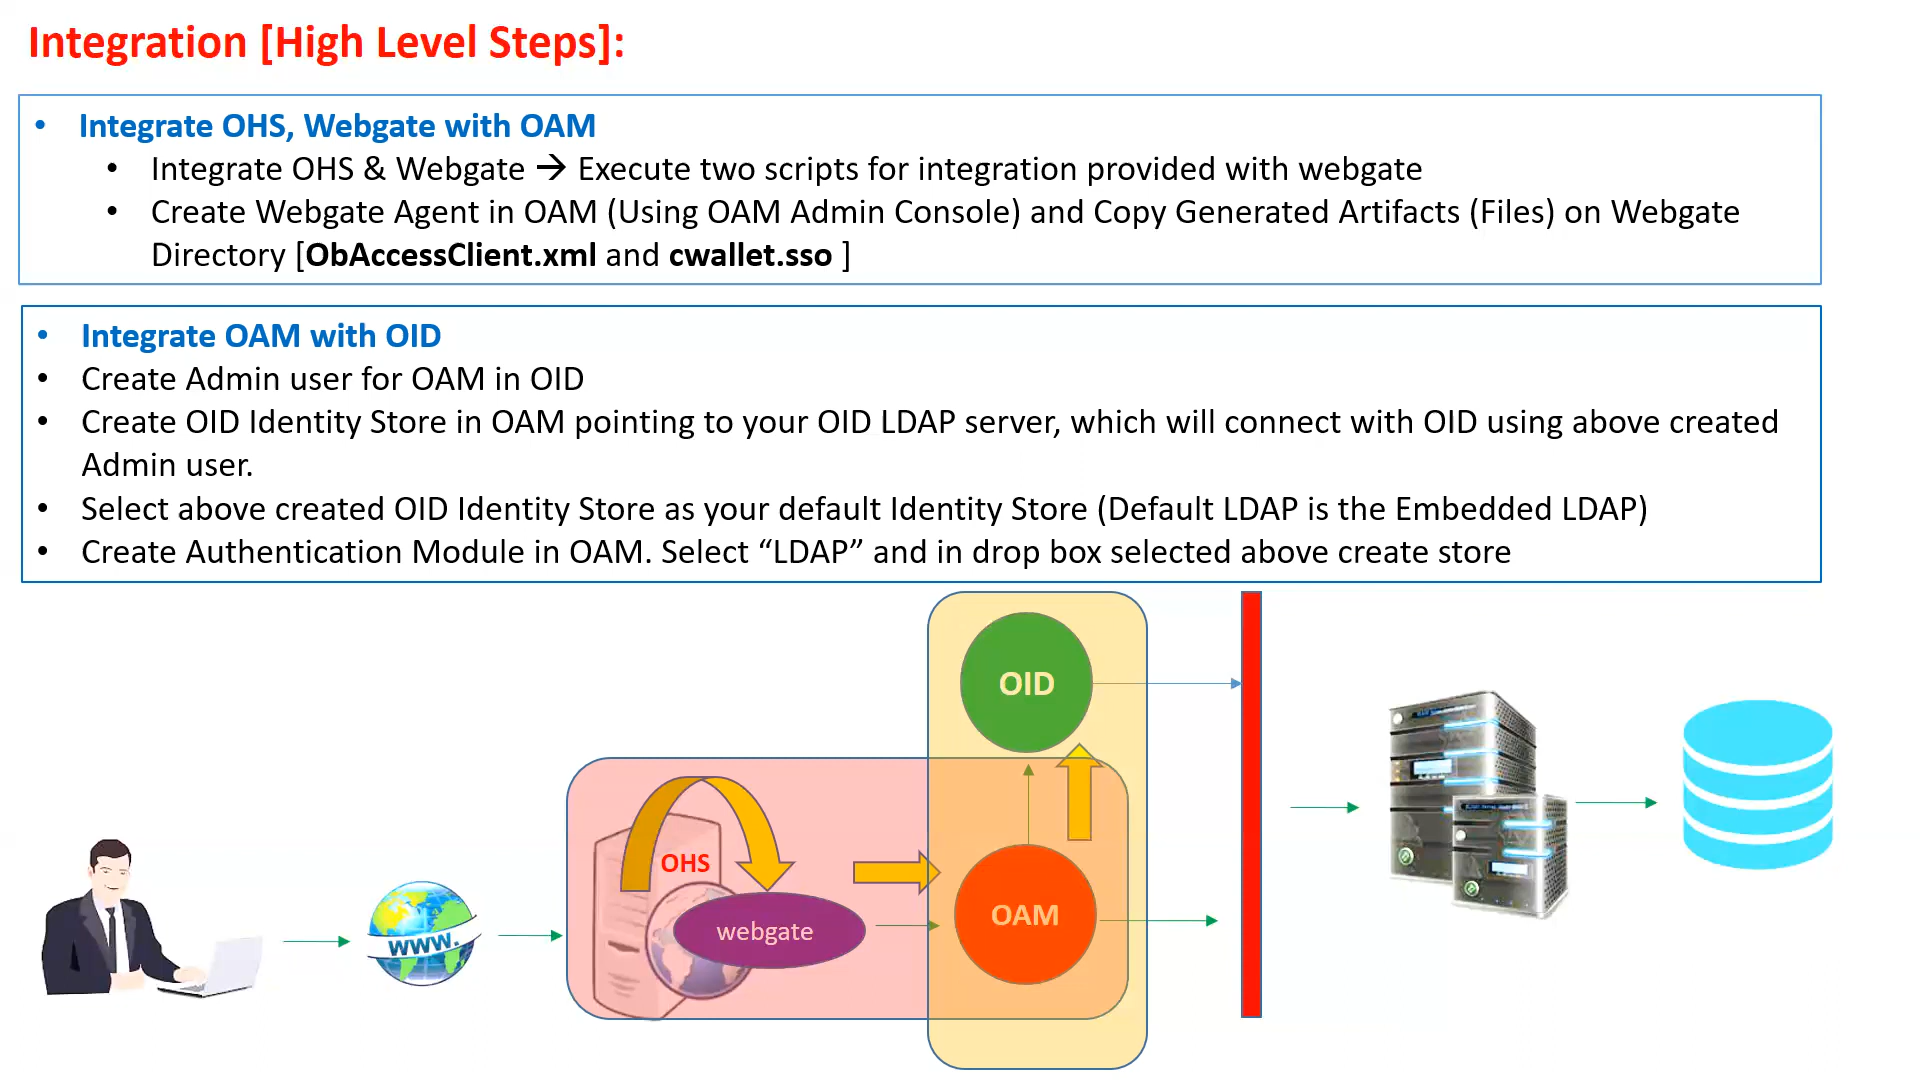 Integration [High Level Steps]:
• Integrate OHS, Webgate with OAM
• Integrate OHS & Webgate → Execute two scripts for integration provided with webgate
• Create Webgate Agent in OAM (Using OAM Admin Console) and Copy Generated Artifacts (Files) on Webgate
Directory [ObAccessClient.xml and cwallet.sso ]
• Integrate OAM with OID
• Create Admin user for OAM in OID
• Create OID Identity Store in OAM pointing to your OID LDAP server, which will connect with OID using above created
Admin user.
• Select above created OID Identity Store as your default Identity Store (Default LDAP is the Embedded LDAP)
• Create Authentication Module in OAM. Select “LDAP” and in drop box selected above create store
OID
OHS
webgate
OAM
WWW.